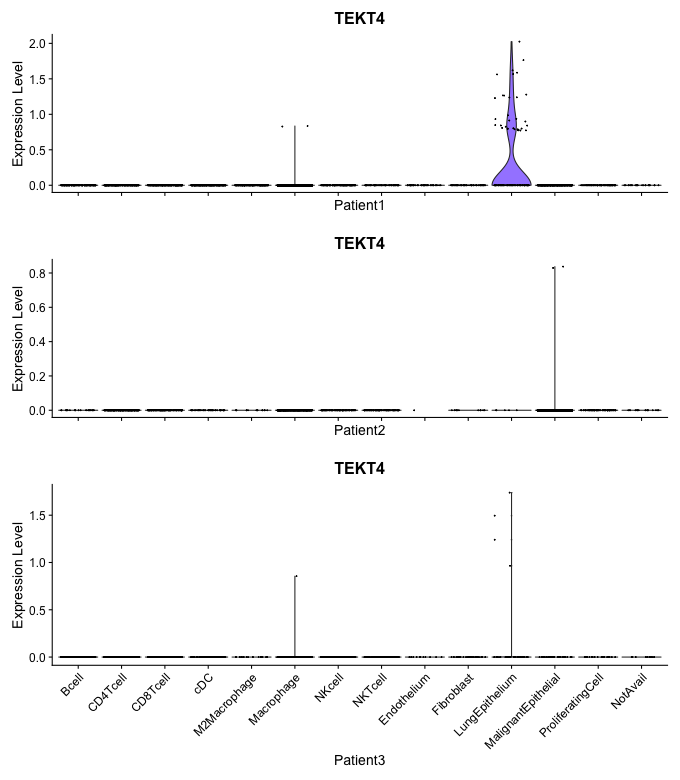 TEKT4
Expression Level
2.0
1.5
1.0
0.5
0.0
Patient1
TEKT4
Expression Level
0.8
0.6
0.4
0.2
0.0
Patient2
TEKT4
Expression Level
1.5
1.0
0.5
0.0
Bcell
CD4Tcell
CD8Tcell
cDC
M2Macrophage
Macrophage
NKcell
NKTcell
Endothelium
Fibroblast
LungEpithelium
MalignantEpithelial
ProliferatingCell
NotAvail
Patient3